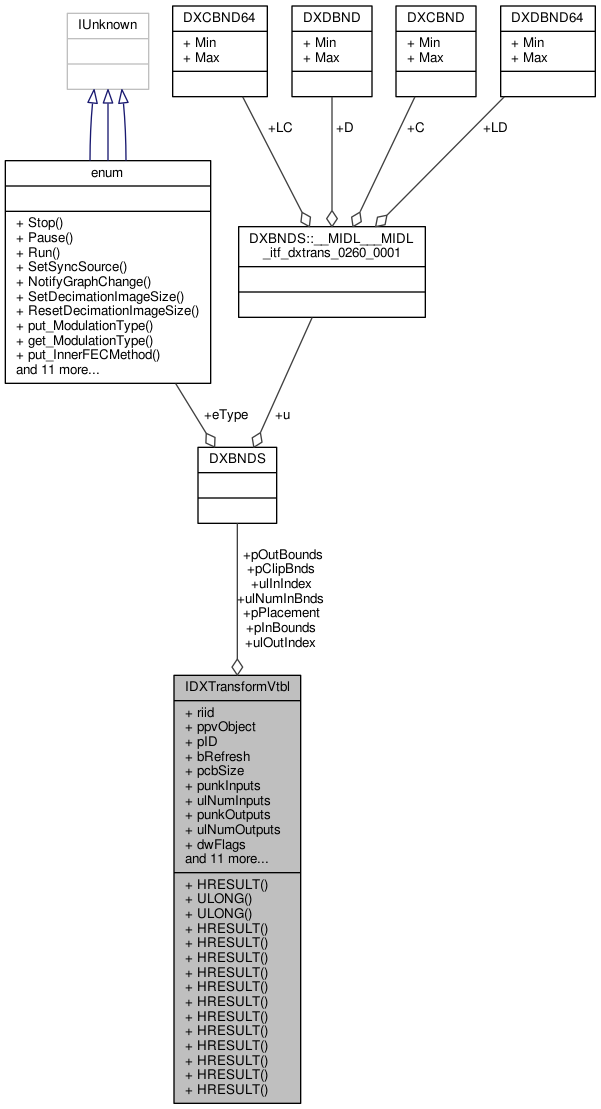 IUnknown
DXCBND64
+ Min
+ Max
DXDBND
+ Min
+ Max
DXCBND
+ Min
+ Max
DXDBND64
+ Min
+ Max
+LC
+D
+C
+LD
enum
+ Stop()
+ Pause()
+ Run()
+ SetSyncSource()
+ NotifyGraphChange()
+ SetDecimationImageSize()
+ ResetDecimationImageSize()
+ put_ModulationType()
+ get_ModulationType()
+ put_InnerFECMethod()
and 11 more...
DXBNDS::__MIDL___MIDL
_itf_dxtrans_0260_0001
+eType
+u
DXBNDS
+pOutBounds
+pClipBnds
+ulInIndex
+ulNumInBnds
+pPlacement
+pInBounds
+ulOutIndex
IDXTransformVtbl
+ riid
+ ppvObject
+ pID
+ bRefresh
+ pcbSize
+ punkInputs
+ ulNumInputs
+ punkOutputs
+ ulNumOutputs
+ dwFlags
and 11 more...
+ HRESULT()
+ ULONG()
+ ULONG()
+ HRESULT()
+ HRESULT()
+ HRESULT()
+ HRESULT()
+ HRESULT()
+ HRESULT()
+ HRESULT()
+ HRESULT()
+ HRESULT()
+ HRESULT()
+ HRESULT()
+ HRESULT()